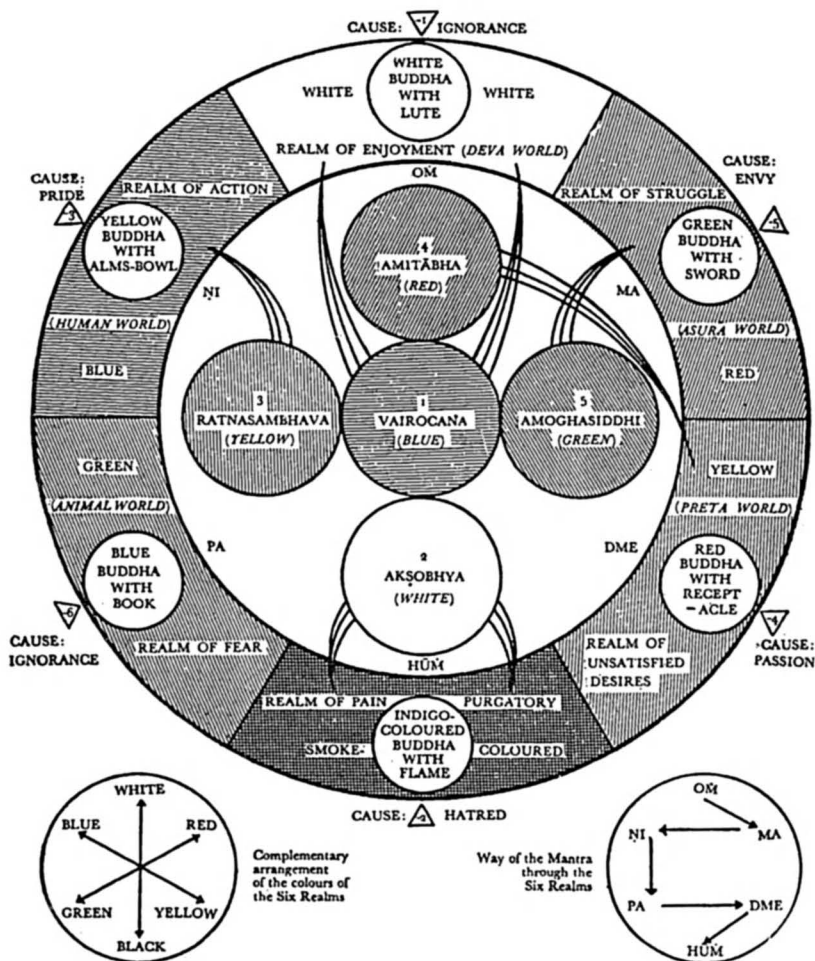 CAUSE: -1 IGNORANCE
WHITE
BUDDHA
WITH
LUTE
WHITE WHITE
REALM OF ENJOYMENT (DEVA WORLD)
OṀ
CAUSE:
PRIDE
-3
REALM OF ACTION
YELLOW
BUDDHA
WITH
ALMS-BOWL
(HUMAN WORLD)
BLUE
ṆI
CAUSE:
ENVY
-5
REALM OF STRUGGLE
GREEN
BUDDHA
WITH
SWORD
(ASURA WORLD)
RED
MA
4
AMITĀBHA
(RED)
3
RATNASAMBHAVA
(YELLOW)
1
VAIROCANA
(BLUE)
5
AMOGHASIDDHI
(GREEN)
2
AKṢOBHYA
(WHITE)
GREEN
(ANIMAL WORLD)
BLUE
BUDDHA
WITH
BOOK
PA
-6
CAUSE:
IGNORANCE
REALM OF FEAR
YELLOW
(PRETA WORLD)
RED
BUDDHA
WITH
RECEPT
-ACLE
DME
-4
CAUSE:
PASSION
REALM OF
UNSATISFIED
DESIRES
HŪṀ
REALM OF PAIN PURGATORY
INDIGO-
COLOURED
BUDDHA
WITH
FLAME
SMOKE- COLOURED
CAUSE: -2 HATRED
WHITE
BLUE RED
GREEN YELLOW
BLACK
Complementary
arrangement
of the colours of
the Six Realms
Way of the Mantra
through the
Six Realms
OṀ
ṆI MA
PA DME
HŪṀ